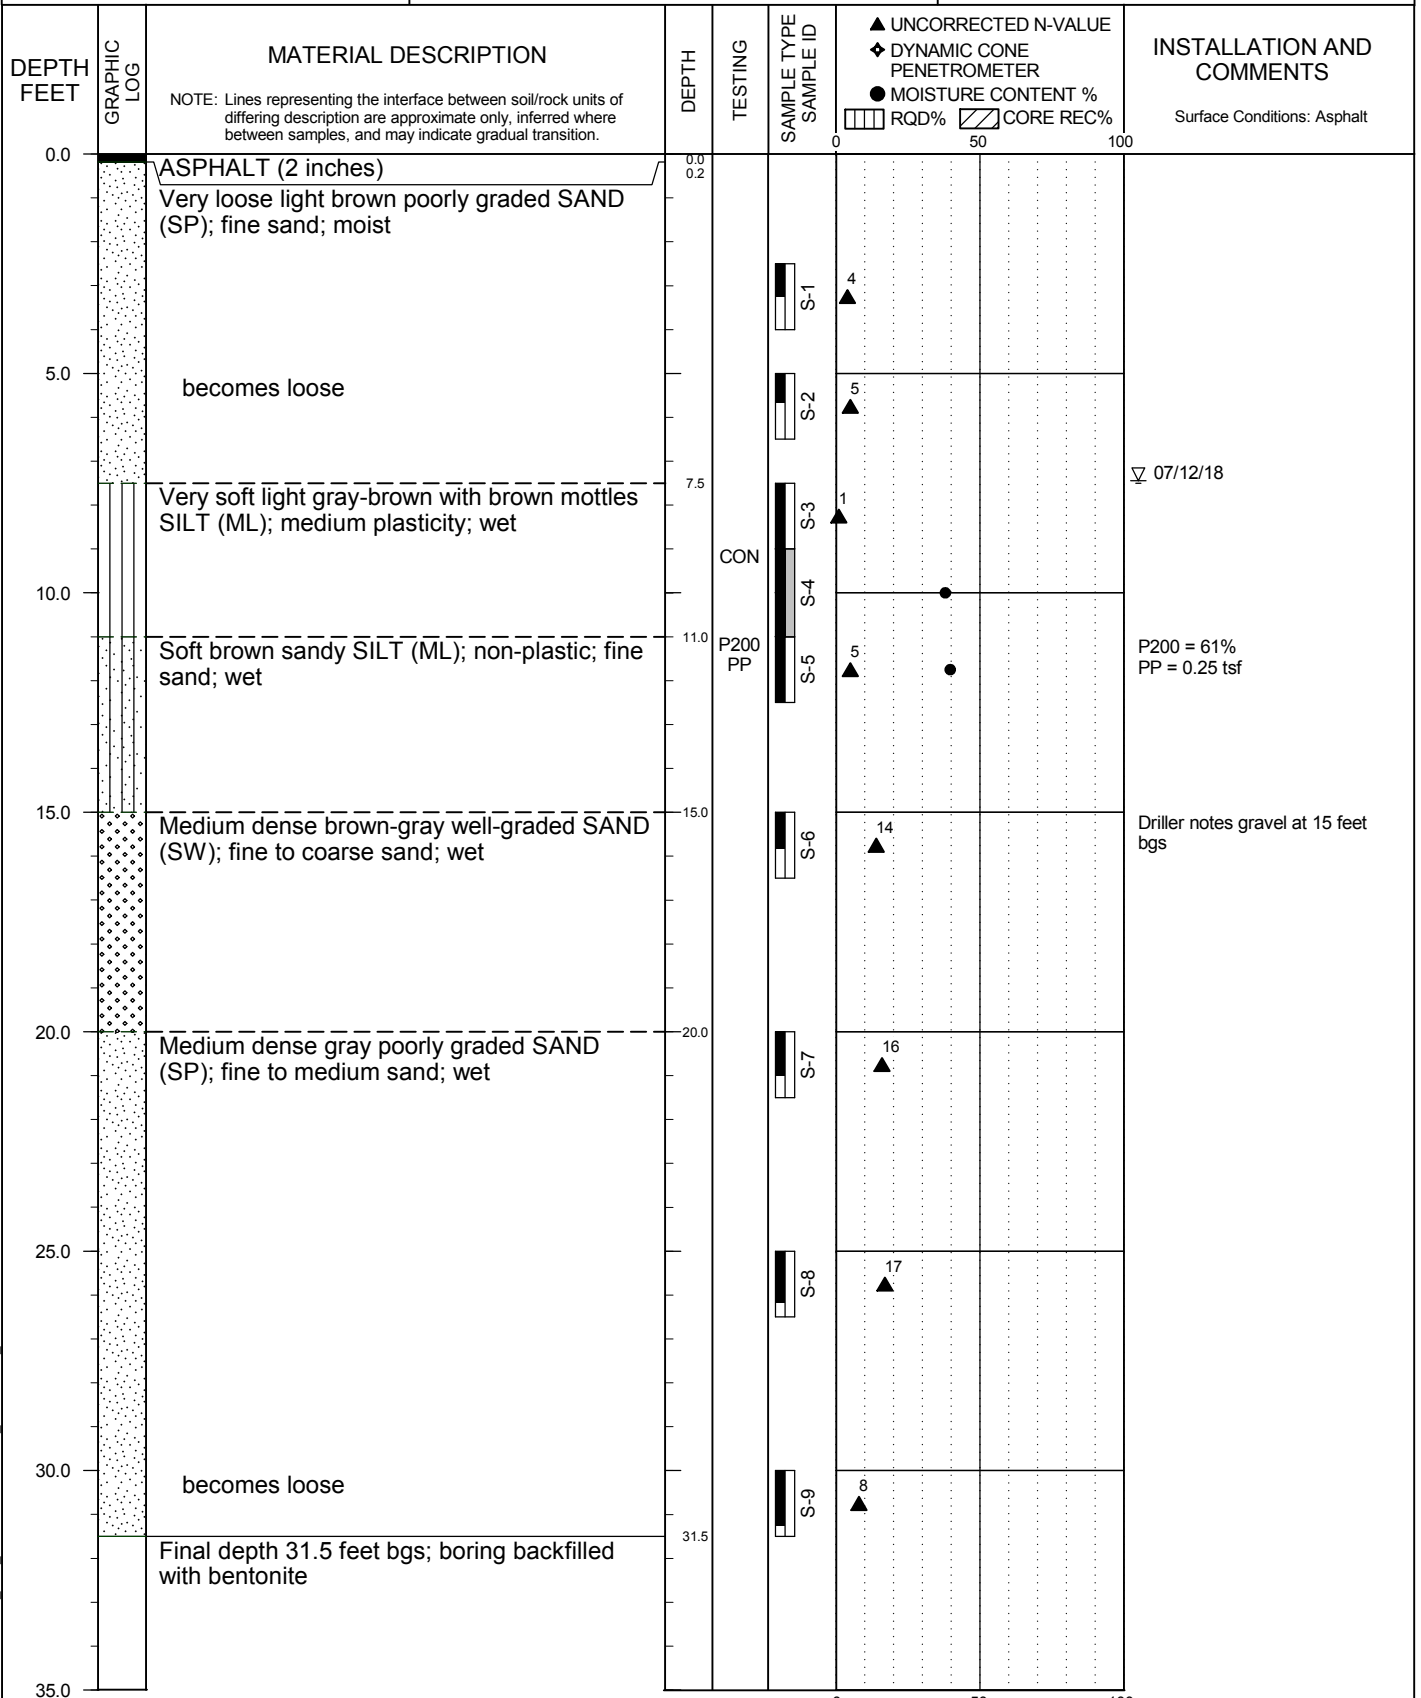 DEPTH
FEET
GRAPHIC
LOG
MATERIAL DESCRIPTION
NOTE: Lines representing the interface between soil/rock units of
differing description are approximate only, inferred where
between samples, and may indicate gradual transition.
DEPTH
TESTING
SAMPLE TYPE
SAMPLE ID
▲ UNCORRECTED N-VALUE
DYNAMIC CONE
PENETROMETER
● MOISTURE CONTENT %
RQD% CORE REC%
0 50 100
INSTALLATION AND
COMMENTS
Surface Conditions: Asphalt
0.0
ASPHALT (2 inches)
0.0
0.2
Very loose light brown poorly graded SAND
(SP); fine sand; moist
S-1
4
5.0
becomes loose
S-2
5
07/12/18
7.5
Very soft light gray-brown with brown mottles
SILT (ML); medium plasticity; wet
S-3
1
CON
S-4
10.0
11.0
Soft brown sandy SILT (ML); non-plastic; fine
sand; wet
P200
PP
S-5
5
P200 = 61%
PP = 0.25 tsf
15.0
15.0
Medium dense brown-gray well-graded SAND
(SW); fine to coarse sand; wet
S-6
14
Driller notes gravel at 15 feet
bgs
20.0
20.0
Medium dense gray poorly graded SAND
(SP); fine to medium sand; wet
S-7
16
25.0
S-8
17
30.0
becomes loose
S-9
8
31.5
Final depth 31.5 feet bgs; boring backfilled
with bentonite
35.0